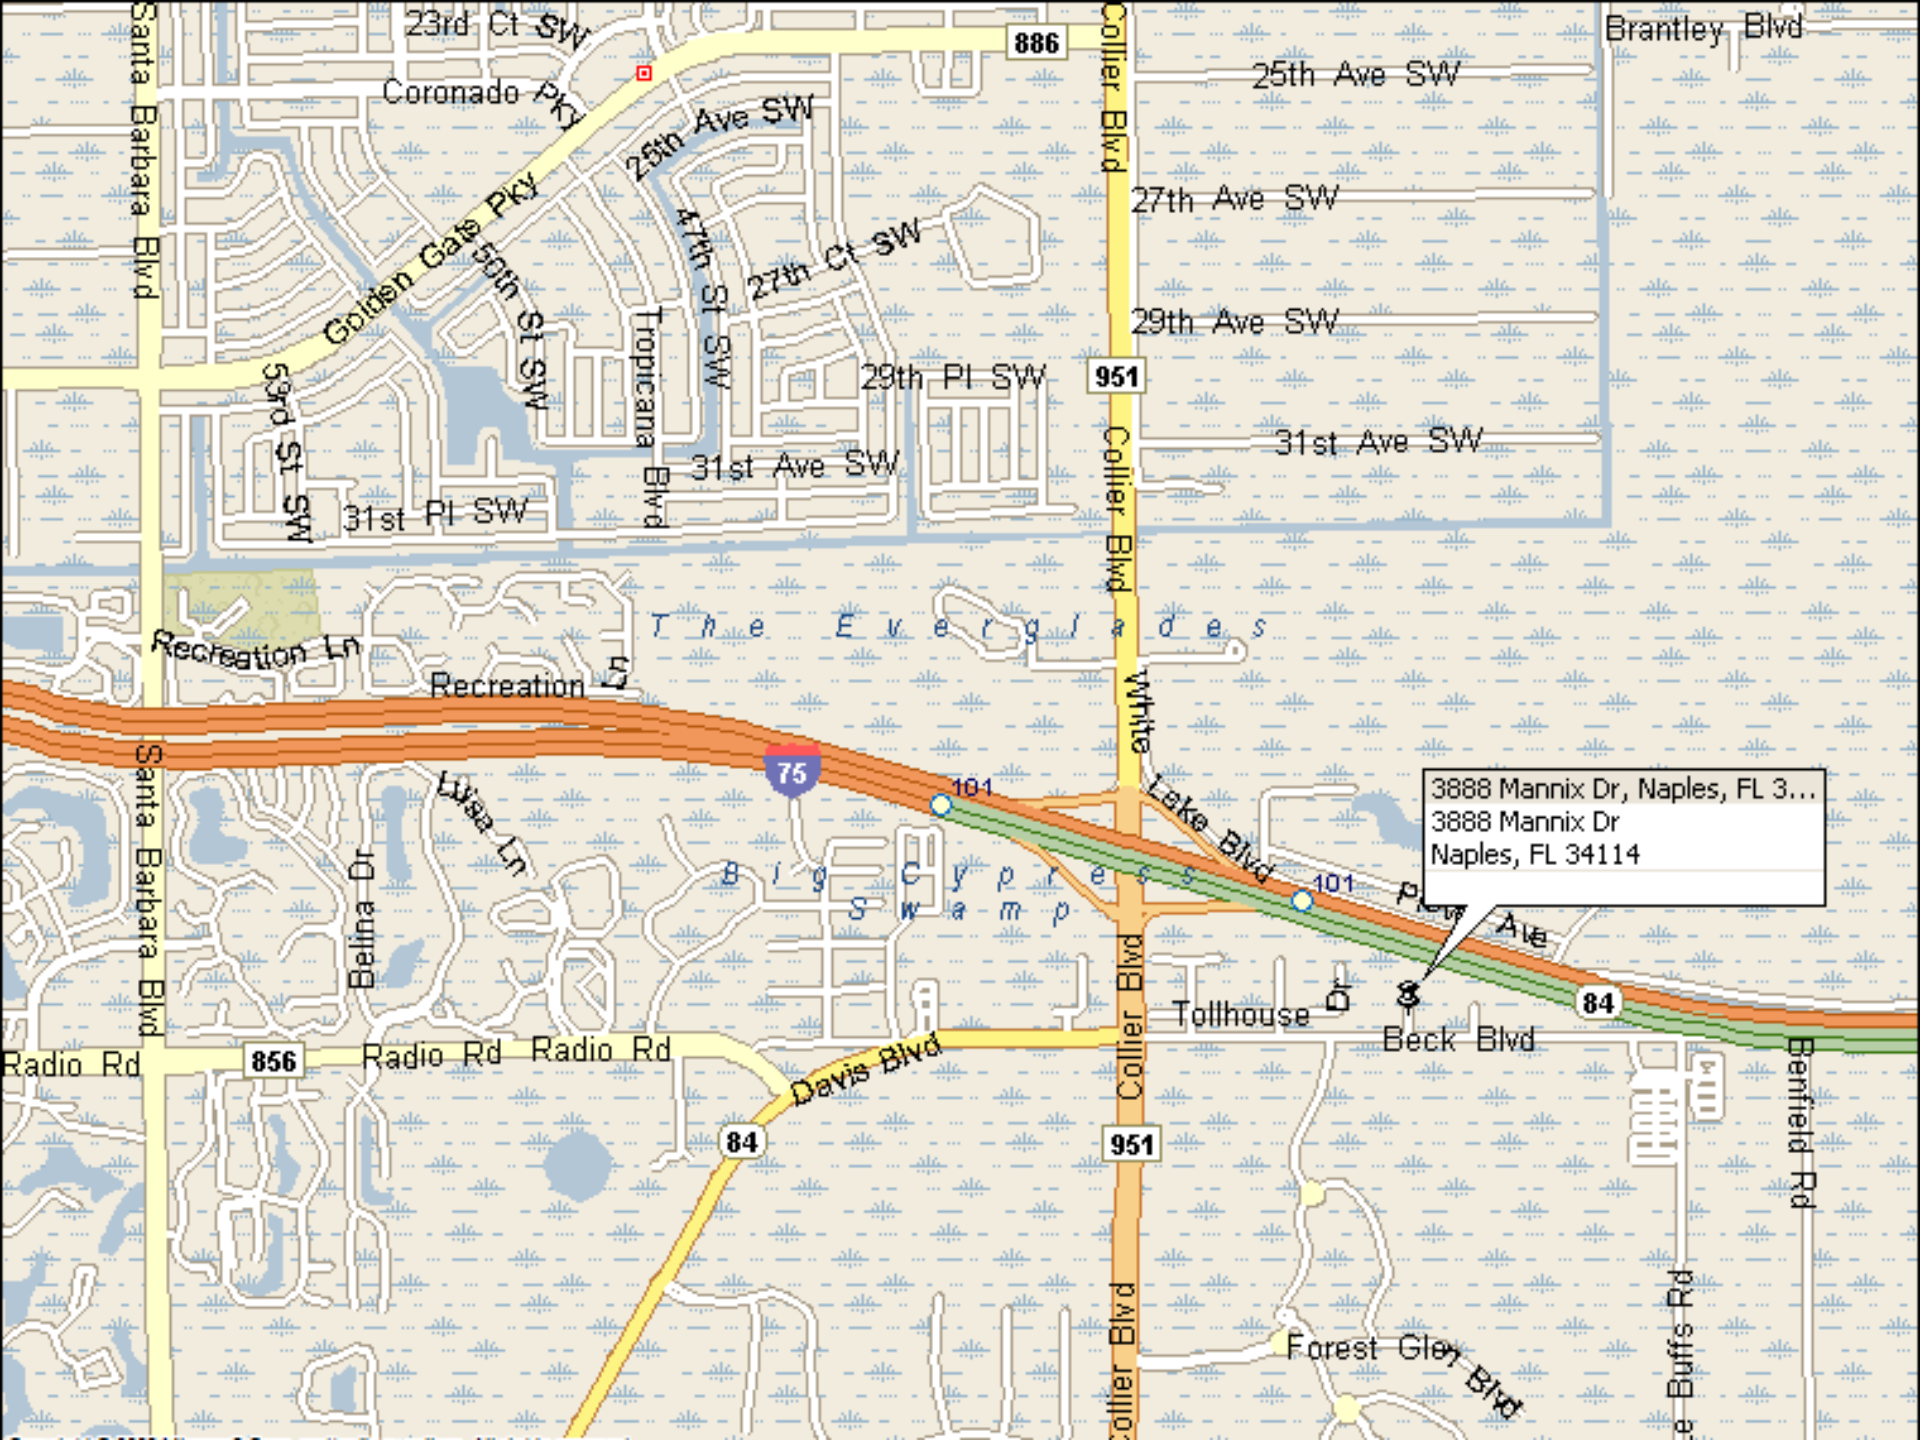 23rd Ct SW
886
Brantley Blvd
Santa Barbara Blvd
Coronado Pky
Collier Blvd
25th Ave SW
25th Ave SW
Golden Gate Pky
27th Ave SW
47th St SW
27th Ct SW
50th St SW
Tropicana Blvd
29th Ave SW
53rd St SW
29th Pl SW
951
31st Ave SW
31st Ave SW
31st Pl SW
Collier Blvd
The Everglades
Recreation Ln
Recreation Ln
White Lake Blvd
75
101
3888 Mannix Dr, Naples, FL 3...
3888 Mannix Dr
Naples, FL 34114
Santa Barbara Blvd
Lusa Ln
Belina Dr
Big Cypress
Swamp
101
Ave
84
Collier Blvd
Tollhouse Dr
Beck Blvd
Radio Rd
856
Radio Rd
Radio Rd
Davis Blvd
Benfield Rd
84
951
Collier Blvd
Forest Glen Blvd
Buffs Rd